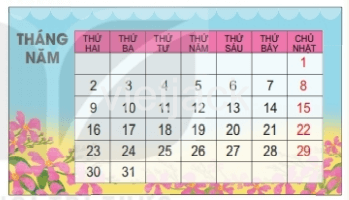 THÁNG NĂM
THỨ HAI THỨ BA THỨ TƯ THỨ NĂM THỨ SÁU THỨ BẢY CHỦ NHẬT
1
2 3 4 5 6 7 8
9 10 11 12 13 14 15
16 17 18 19 20 21 22
23 24 25 26 27 28 29
30 31